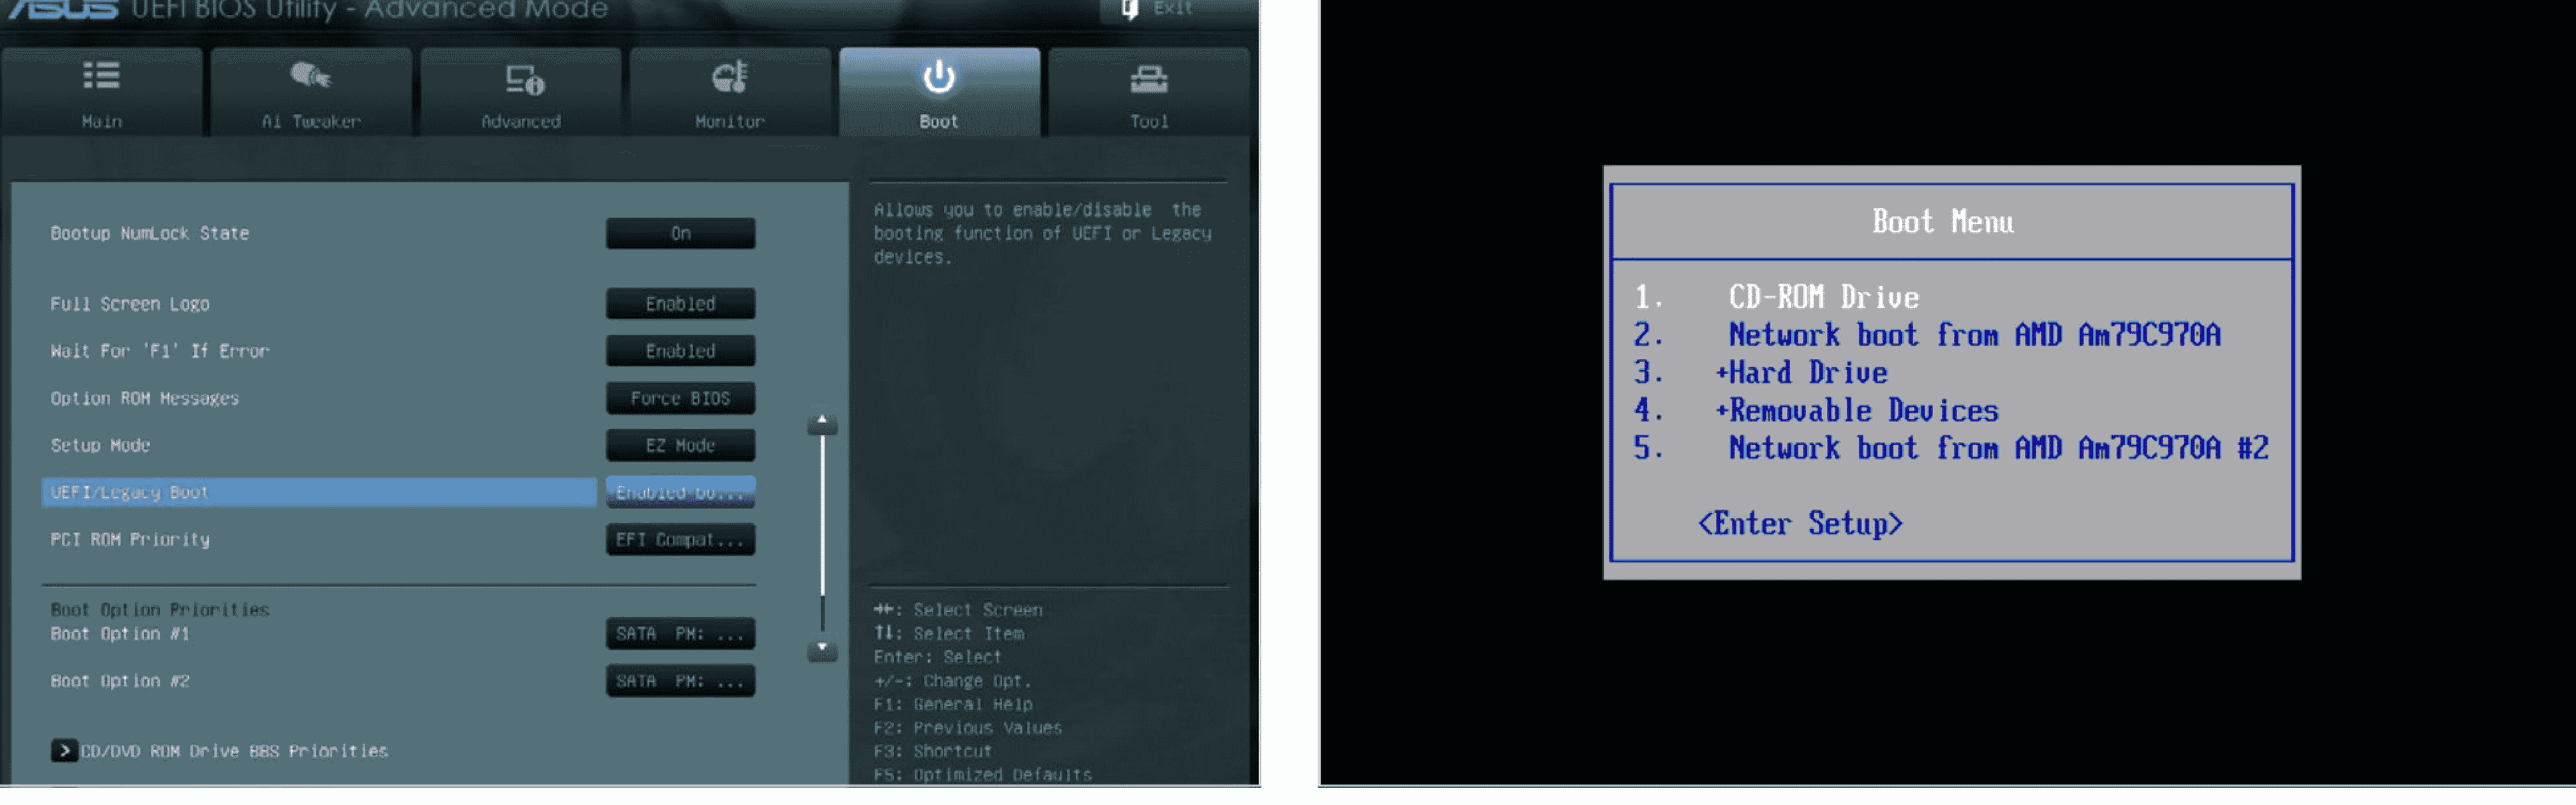 ASUS UEFI BIOS Utility - Advanced Mode
Exit
Main
Ai Tweaker
Advanced
Monitor
Boot
Tool
Bootup NumLock State
On
Full Screen Logo
Enabled
Wait For 'F1' If Error
Enabled
Option ROM Messages
Force BIOS
Setup Mode
EZ Mode
UEFI/Legacy Boot
Enabled bo...
PCI ROM Priority
EFI Compat...
Boot Option Priorities
Boot Option #1
SATA PM: ...
Boot Option #2
SATA PM: ...
CD/DVD ROM Drive BBS Priorities
Allows you to enable/disable the
booting function of UEFI or Legacy
devices.
→←: Select Screen
↑↓: Select Item
Enter: Select
+/-: Change Opt.
F1: General Help
F2: Previous Values
F3: Shortcut
F5: Optimized Defaults
Boot Menu
1. CD-ROM Drive
2. Network boot from AMD Am79C970A
3. +Hard Drive
4. +Removable Devices
5. Network boot from AMD Am79C970A #2
<Enter Setup>